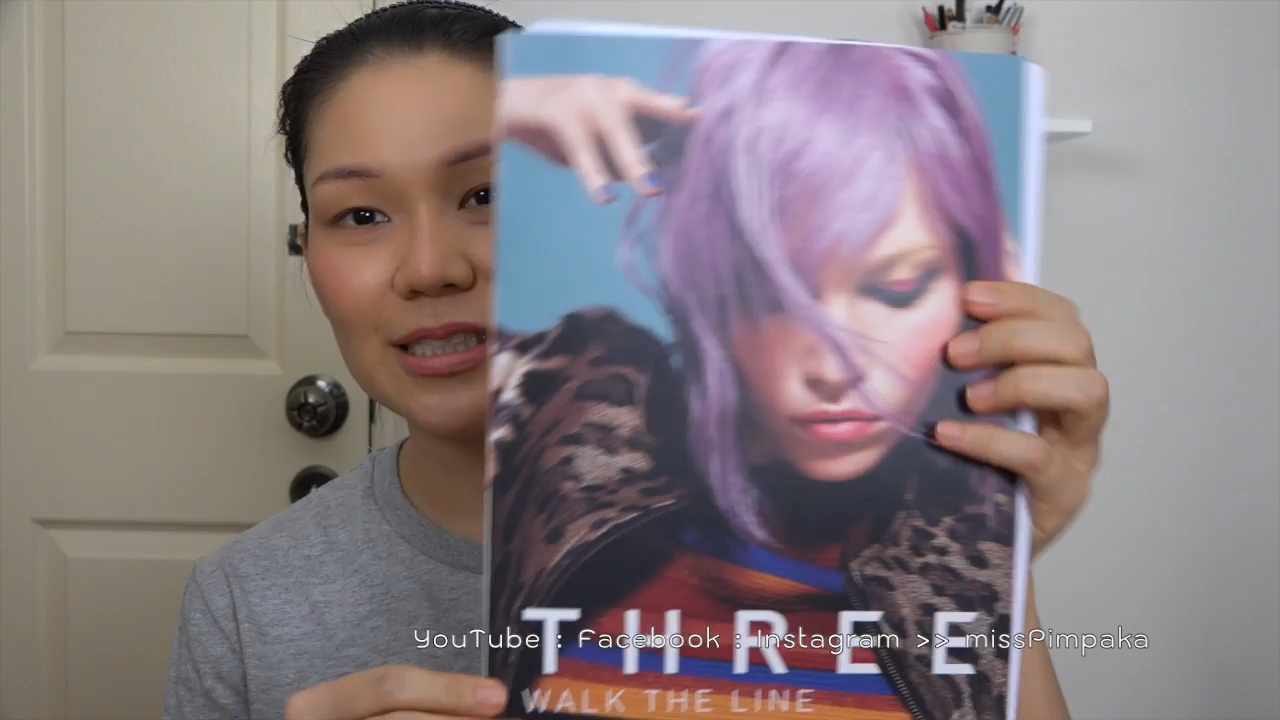 THREE
YouTube : Facebook : Instagram >> missPimpaka
WALK THE LINE